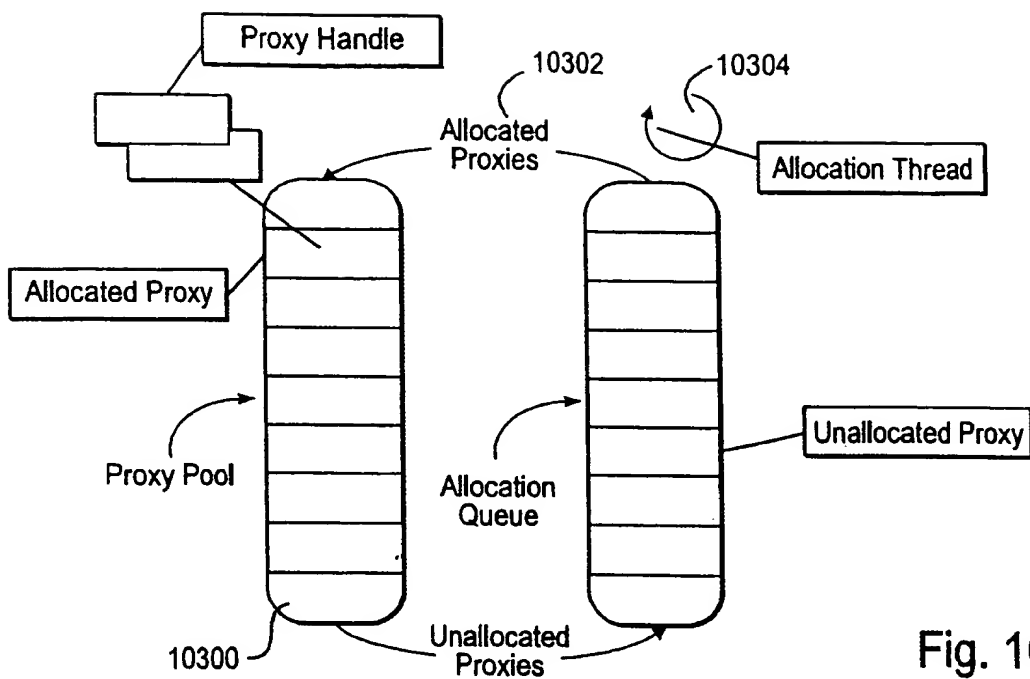 Proxy Handle
10302
10304
Allocated
Proxies
Allocation Thread
Allocated Proxy
Unallocated Proxy
Proxy Pool
Allocation
Queue
10300
Unallocated
Proxies
Fig.